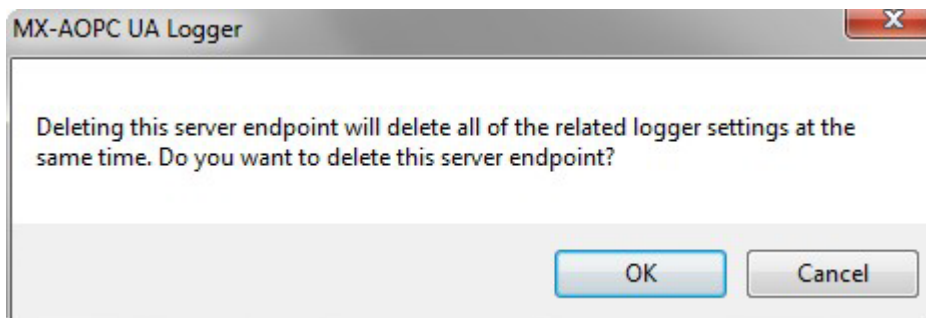 MX-AOPC UA Logger
Deleting this server endpoint will delete all of the related logger settings at the
same time. Do you want to delete this server endpoint?
OK
Cancel